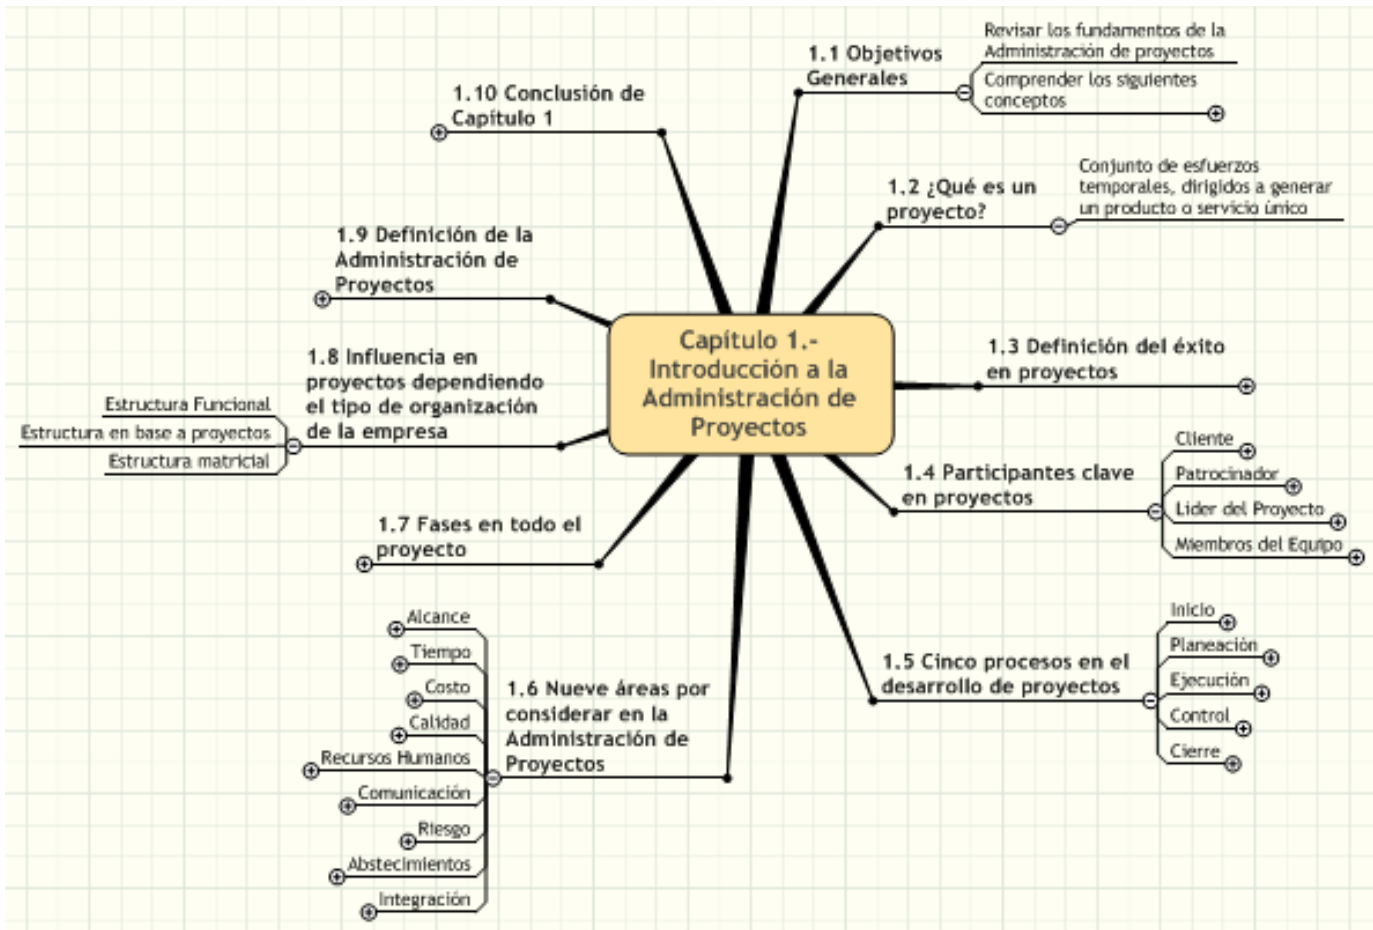 Capitulo 1.-
Introducción a la
Administración de
Proyectos
1.1 Objetivos
Generales
Revisar los fundamentos de la
Administración de proyectos
Comprender los siguientes
conceptos
1.2 ¿Qué es un
proyecto?
Conjunto de esfuerzos
temporales, dirigidos a generar
un producto o servicio único
1.3 Definición del éxito
en proyectos
1.4 Participantes clave
en proyectos
Cliente
Patrocinador
Lider del Proyecto
Miembros del Equipo
1.5 Cinco procesos en el
desarrollo de proyectos
Inicio
Planeación
Ejecución
Control
Cierre
1.6 Nueve áreas por
considerar en la
Administración de
Proyectos
Alcance
Tiempo
Costo
Calidad
Recursos Humanos
Comunicación
Riesgo
Abstecimientos
Integración
1.7 Fases en todo el
proyecto
1.8 Influencia en
proyectos dependiendo
el tipo de organización
de la empresa
Estructura Funcional
Estructura en base a proyectos
Estructura matricial
1.9 Definición de la
Administración de
Proyectos
1.10 Conclusión de
Capítulo 1